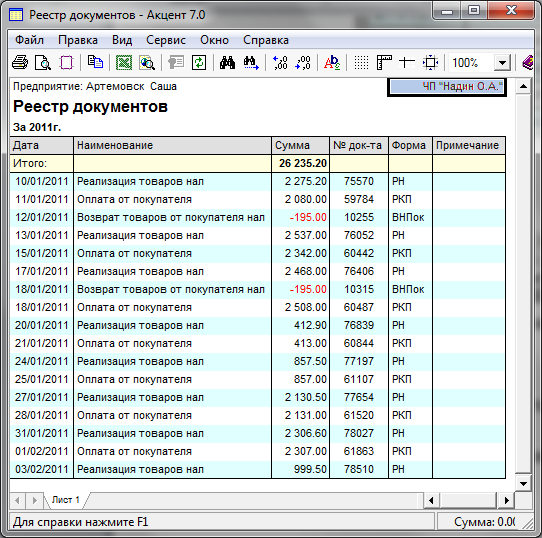 Реестр документов - Акцент 7.0
Файл Правка Вид Сервис Окно Справка
100%
Предприятие: Артемовск Саша
ЧП "Надин О.А."
Реестр документов
За 2011г.
Дата Наименование Сумма № док-та Форма Примечание
Итого: 26 235.20
10/01/2011 Реализация товаров нал 2 275.20 75570 РН
11/01/2011 Оплата от покупателя 2 080.00 59784 РКП
12/01/2011 Возврат товаров от покупателя нал -195.00 10255 ВНПок
13/01/2011 Реализация товаров нал 2 537.00 76052 РН
15/01/2011 Оплата от покупателя 2 342.00 60442 РКП
17/01/2011 Реализация товаров нал 2 468.00 76406 РН
18/01/2011 Возврат товаров от покупателя нал -195.00 10315 ВНПок
18/01/2011 Оплата от покупателя 2 508.00 60487 РКП
20/01/2011 Реализация товаров нал 412.90 76839 РН
21/01/2011 Оплата от покупателя 413.00 60844 РКП
24/01/2011 Реализация товаров нал 857.50 77197 РН
25/01/2011 Оплата от покупателя 857.00 61107 РКП
27/01/2011 Реализация товаров нал 2 130.50 77654 РН
28/01/2011 Оплата от покупателя 2 131.00 61520 РКП
31/01/2011 Реализация товаров нал 2 306.60 78027 РН
01/02/2011 Оплата от покупателя 2 307.00 61863 РКП
03/02/2011 Реализация товаров нал 999.50 78510 РН
Лист 1
Для справки нажмите F1
Сумма: 0.00